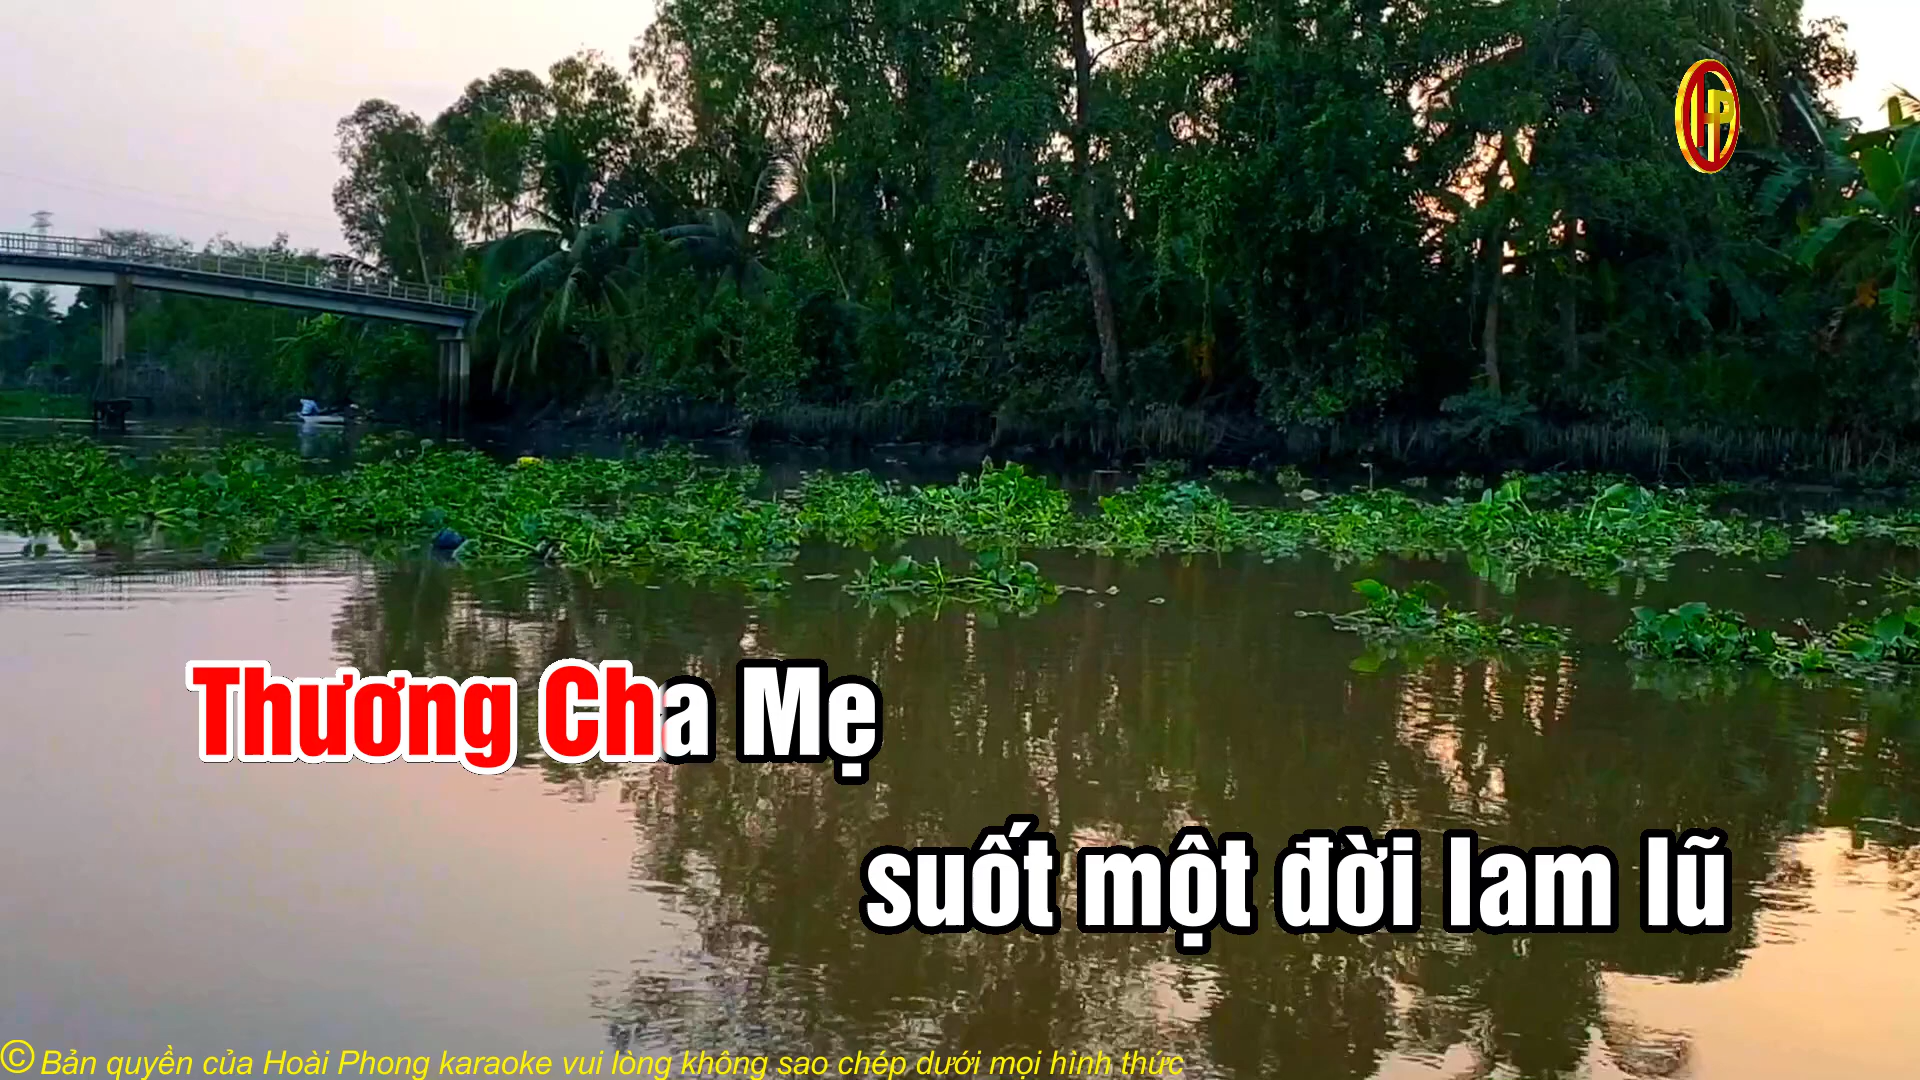 HP
Thương Cha Mẹ
suốt một đời lam lũ
© Bản quyền của Hoài Phong karaoke vui lòng không sao chép dưới mọi hình thức